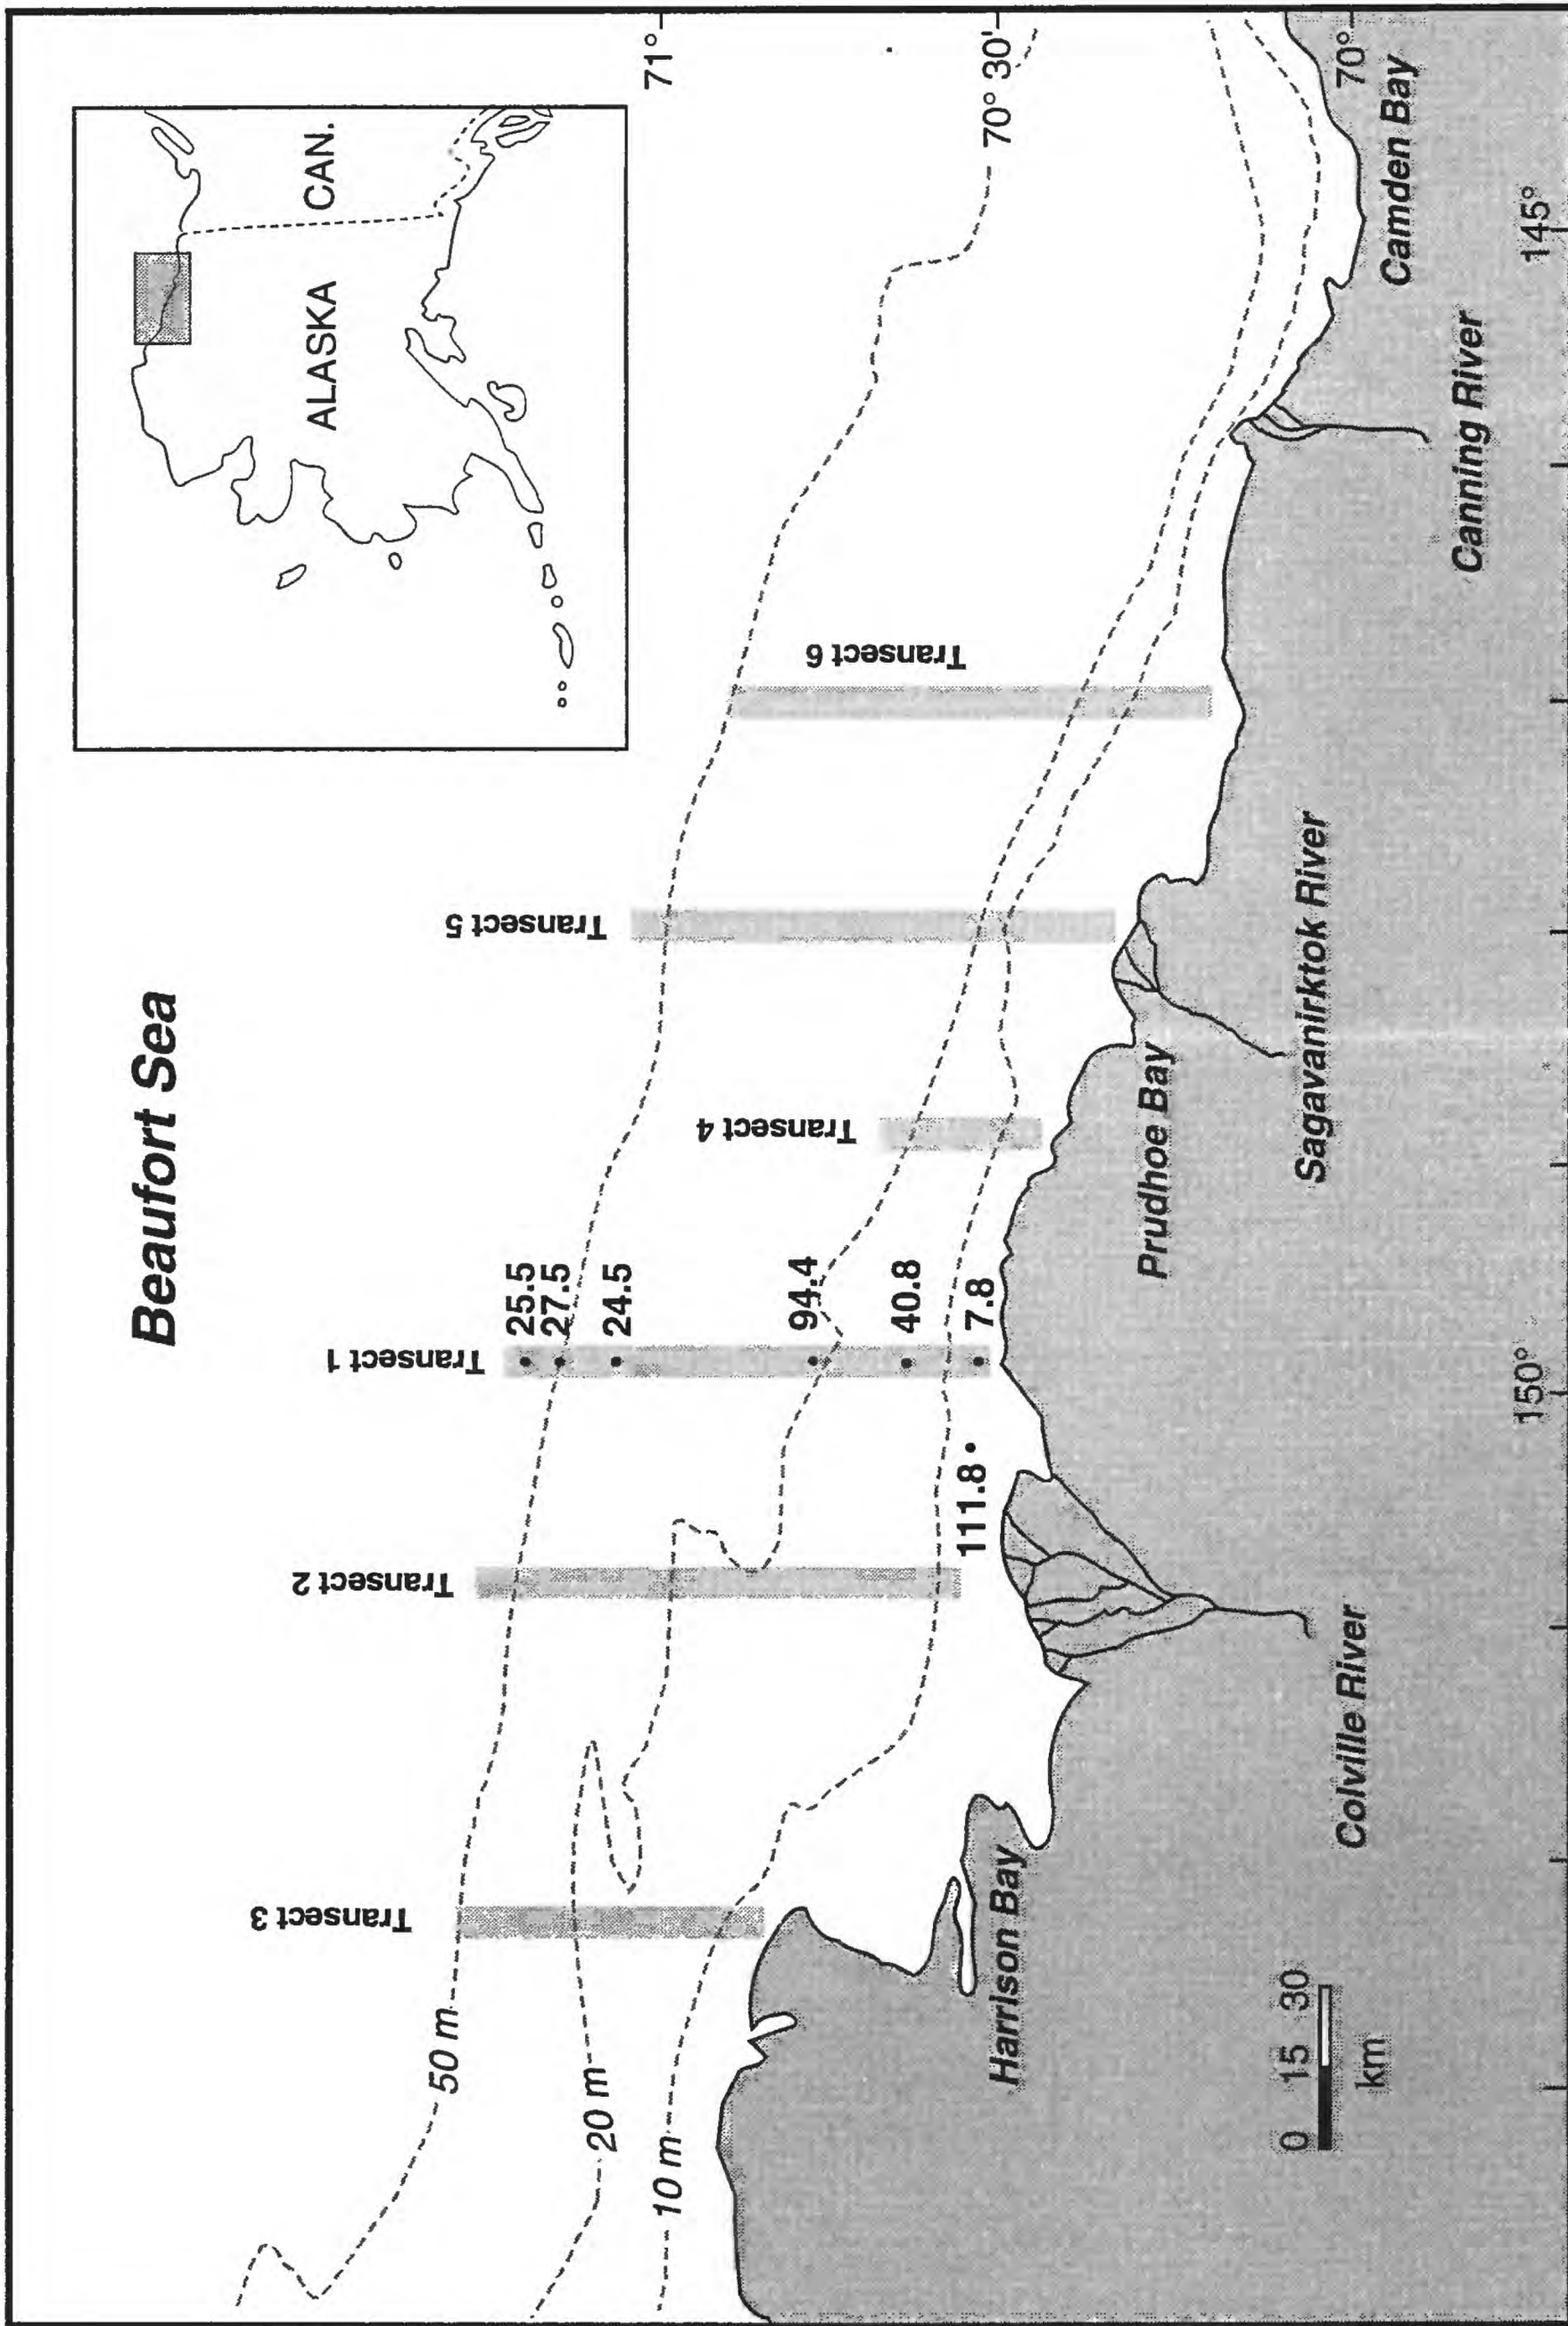 Beaufort Sea
ALASKA
CAN.
71°
70° 30'
70°
Transect 3
Transect 2
Transect 1
Transect 4
Transect 5
Transect 6
25.5
27.5
24.5
94.4
40.8
7.8
111.8
50 m
20 m
10 m
Harrison Bay
Colville River
Prudhoe Bay
Sagavanirktok River
Canning River
Camden Bay
0 15 30
km
150°
145°